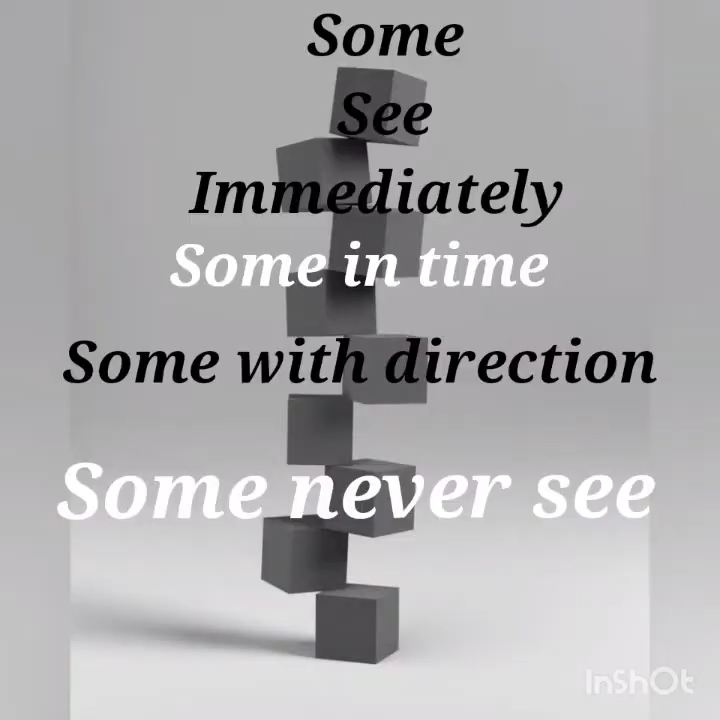 Some
See
Immediately
Some in time
Some with direction
Some never see
InShOt